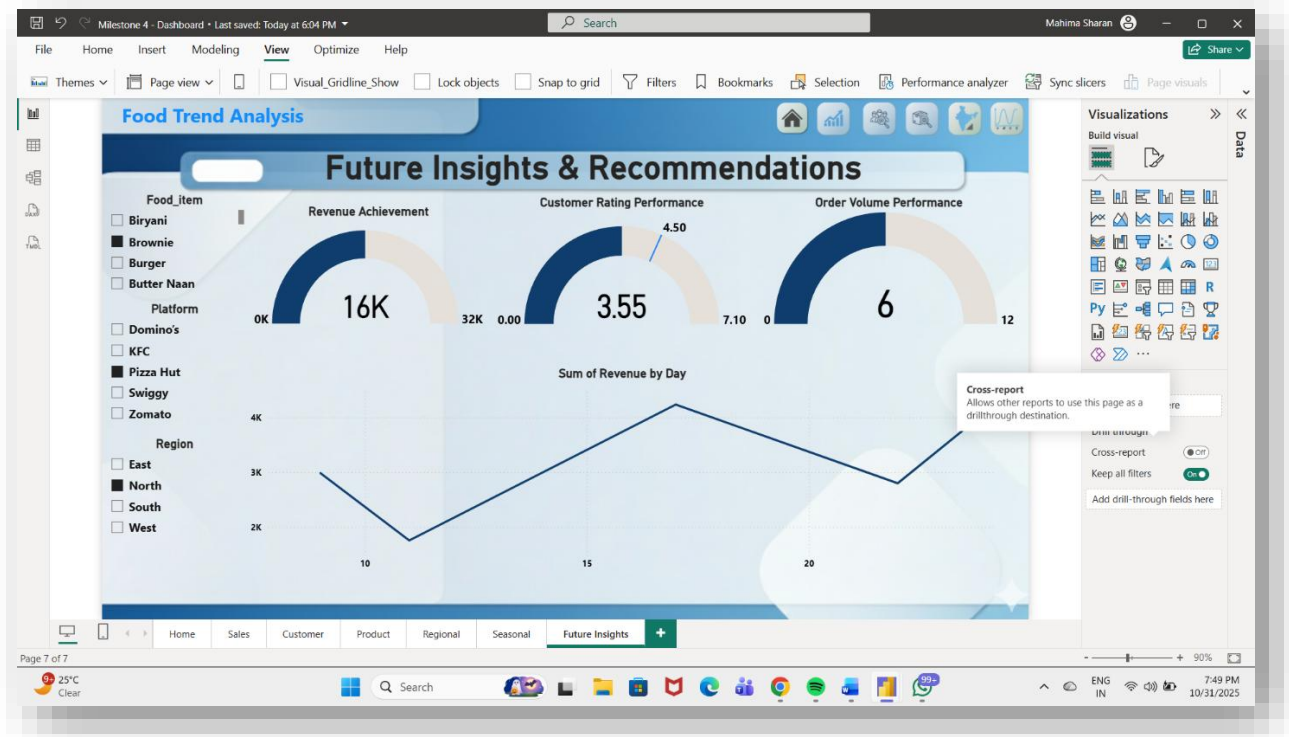 Milestone 4 - Dashboard • Last saved: Today at 6:04 PM
Search
Mahima Sharan
File Home Insert Modeling View Optimize Help
Share
Themes Page view Visual_Gridline_Show Lock objects Snap to grid Filters Bookmarks Selection Performance analyzer Sync slicers Page visuals
Food Trend Analysis
Future Insights & Recommendations
Food_item
Biryani
Brownie
Burger
Butter Naan
Platform
Domino's
KFC
Pizza Hut
Swiggy
Zomato
Region
East
North
South
West
Revenue Achievement
16K
0K
32K
Customer Rating Performance
4.50
3.55
0.00
7.10
Order Volume Performance
6
0
12
Sum of Revenue by Day
4K
3K
2K
10 15 20
Visualizations
Data
Build visual
123
R
Py
Cross-report
Allows other reports to use this page as a
drillthrough destination.
Drill through
Cross-report
Off
Keep all filters
On
Add drill-through fields here
Home Sales Customer Product Regional Seasonal Future Insights +
Page 7 of 7
- + 90%
9+
25°C
Clear
Search
99+
ENG
IN
7:49 PM
10/31/2025